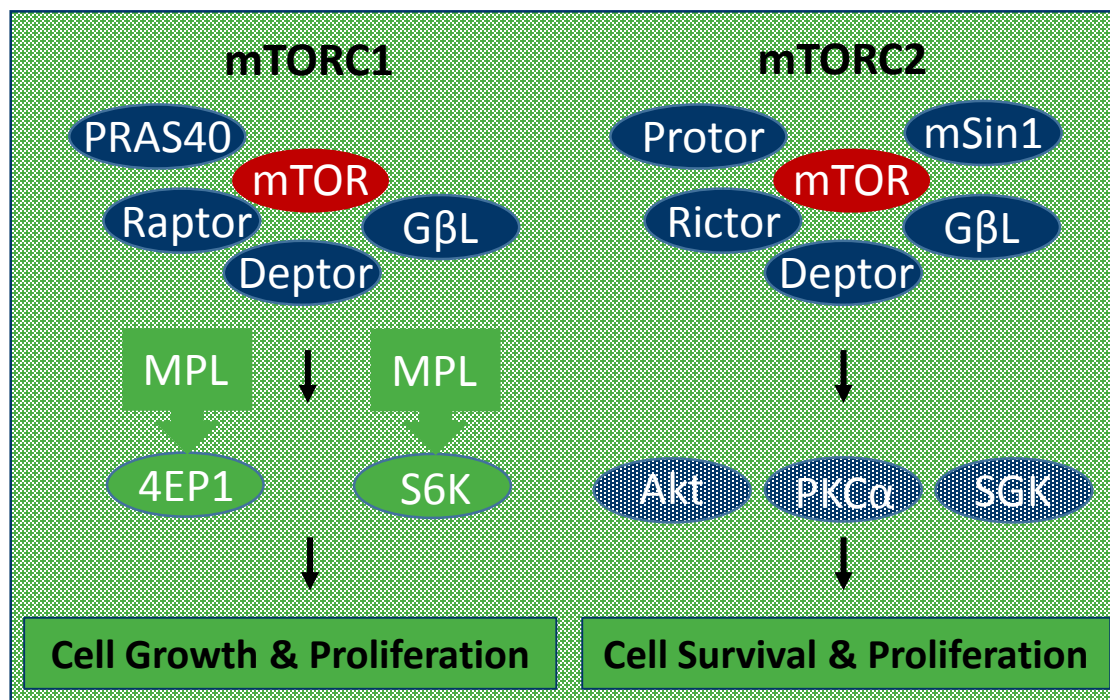 mTORC1
PRAS40
mTOR
Raptor
GβL
Deptor
MPL
MPL
4EP1
S6K
Cell Growth & Proliferation
mTORC2
Protor
mSin1
mTOR
Rictor
GβL
Deptor
Akt
PKCα
SGK
Cell Survival & Proliferation